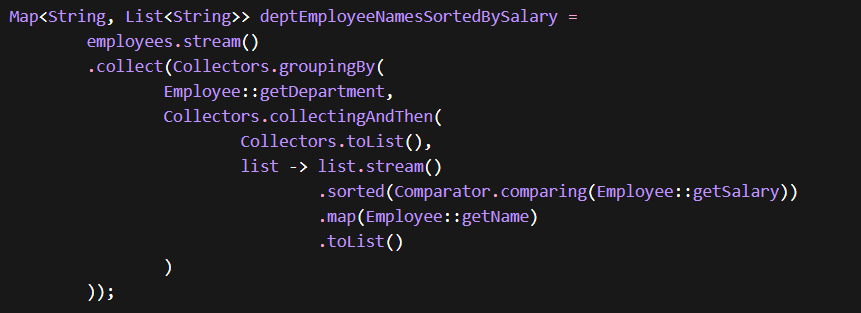 Map<String, List<String>> deptEmployeeNamesSortedBySalary =
        employees.stream()
        .collect(Collectors.groupingBy(
                Employee::getDepartment,
                Collectors.collectingAndThen(
                        Collectors.toList(),
                        list -> list.stream()
                                .sorted(Comparator.comparing(Employee::getSalary))
                                .map(Employee::getName)
                                .toList()
                )
        ));